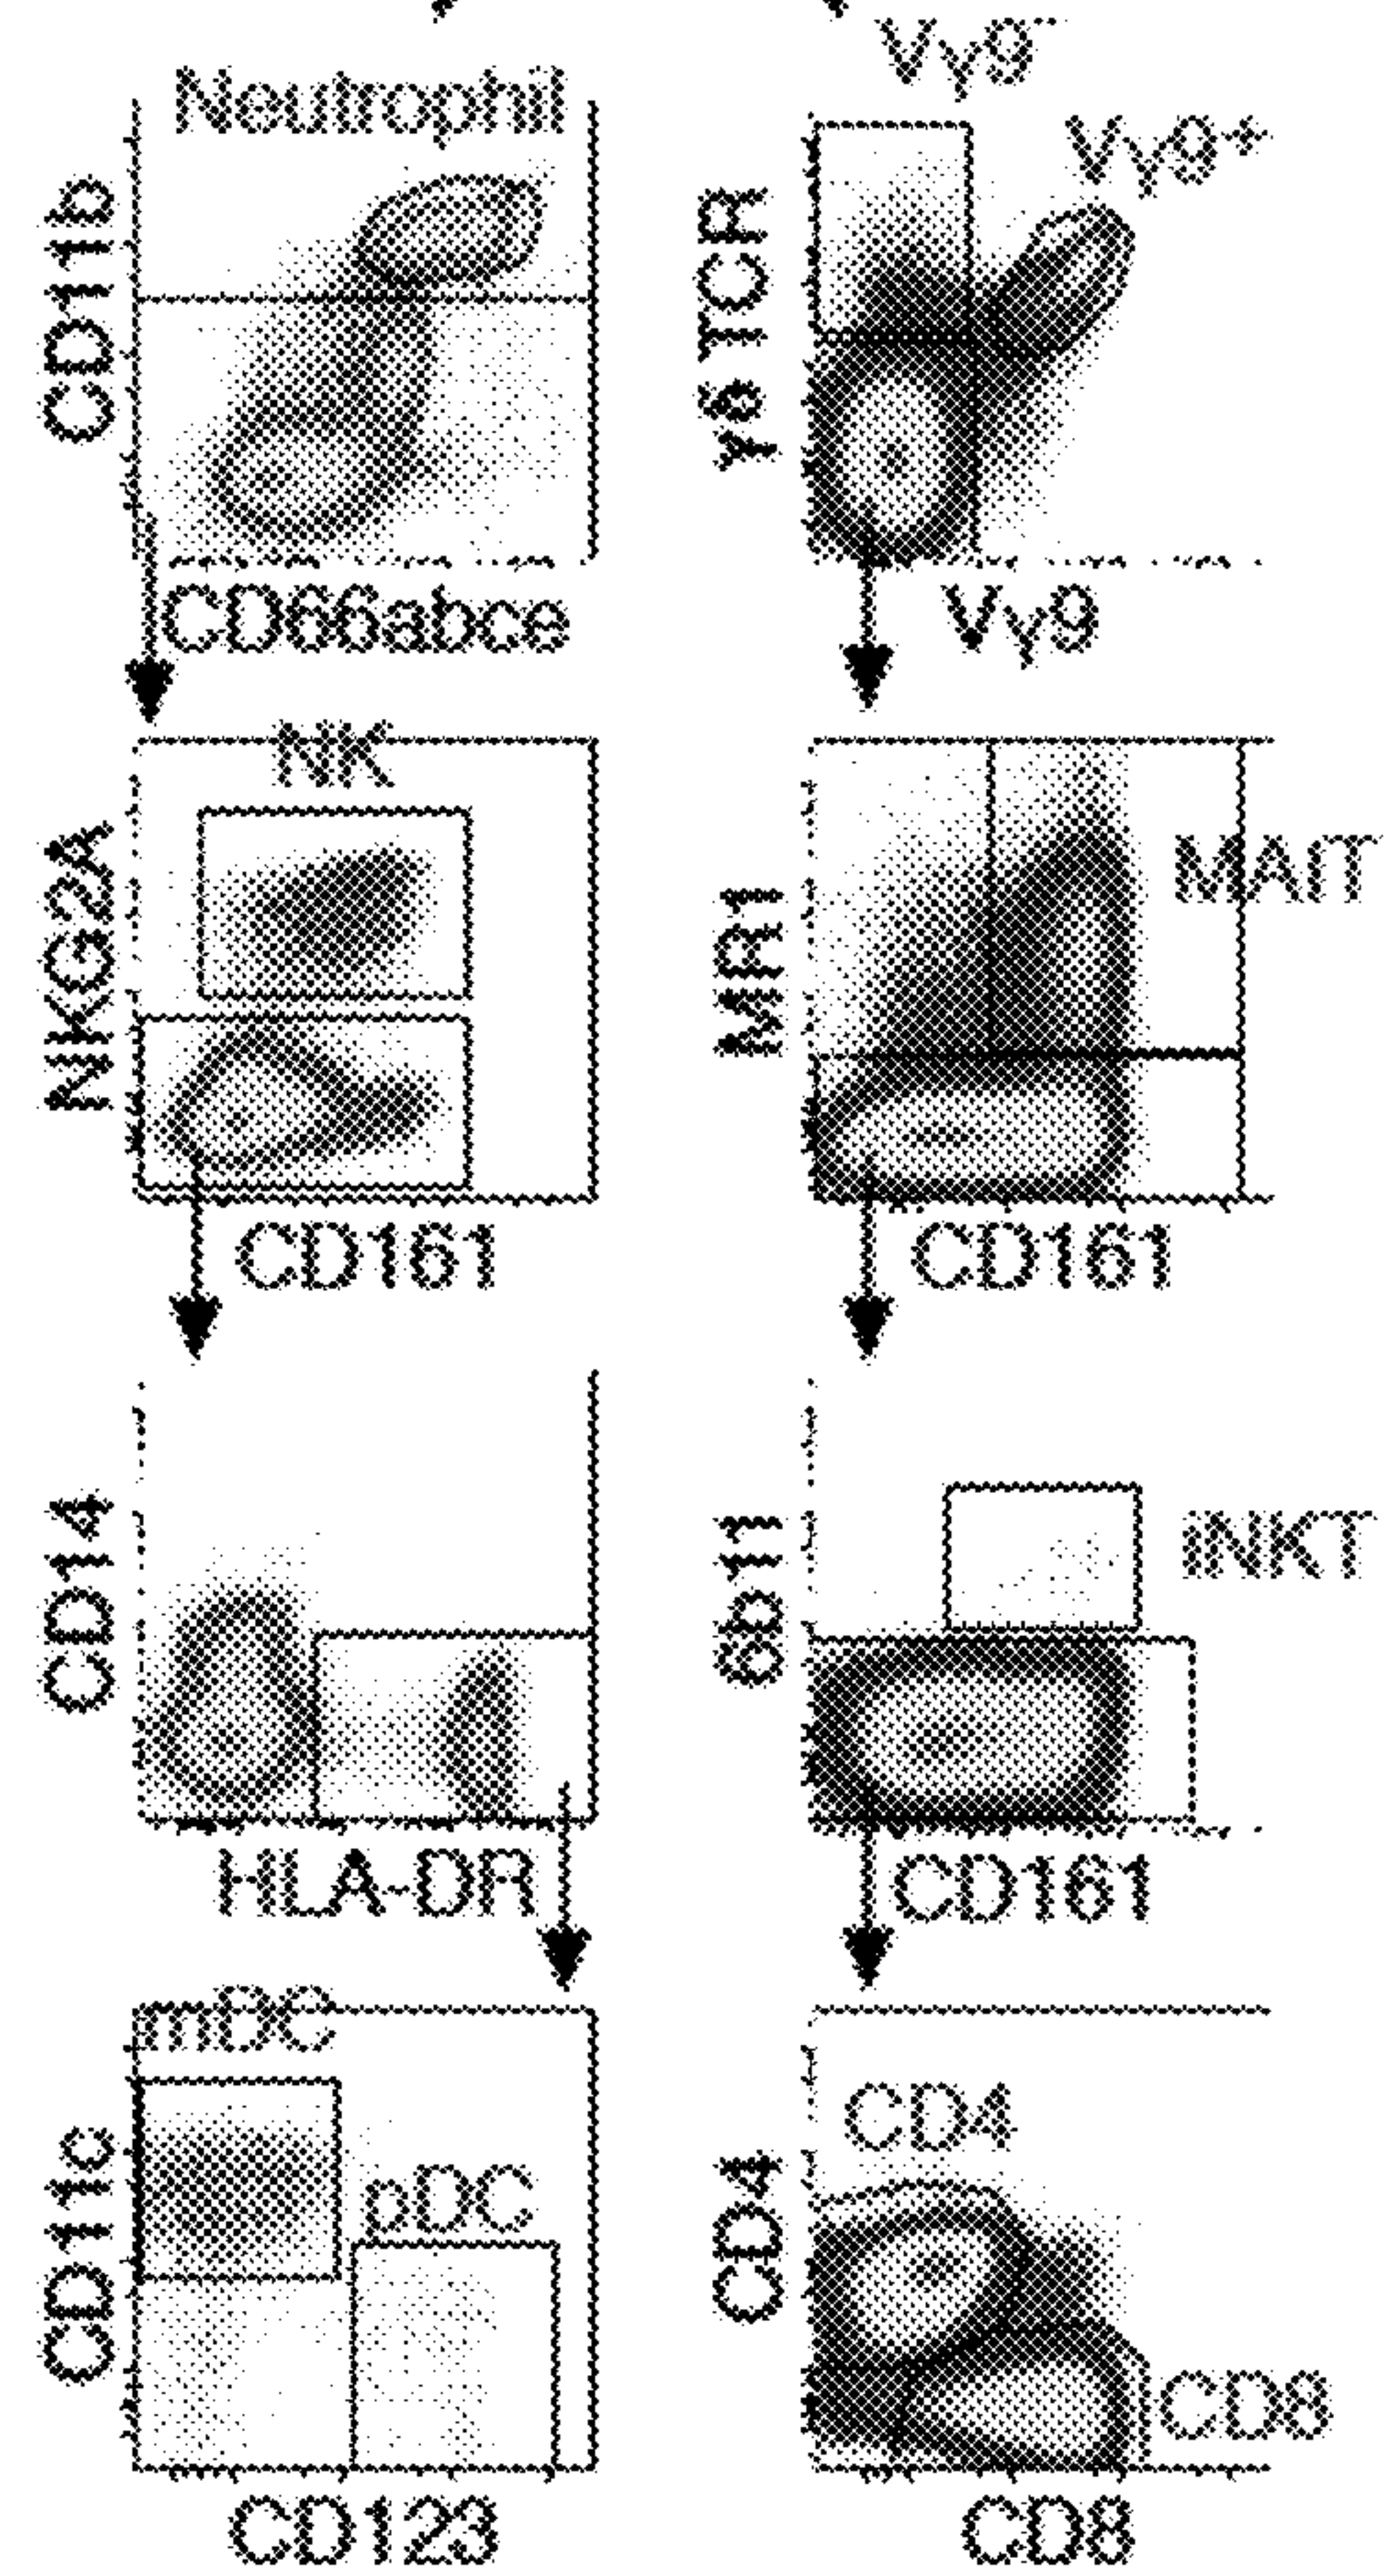 Neutrophil
CD11b
CD66abce
Vγ9⁻
Vγ9⁺
γδ TCR
Vγ9
NK
NKG2A
CD161
MAIT
MR1
CD161
CD14
HLA-DR
iNKT
6b11
CD161
mDC
pDC
CD11c
CD123
CD4
CD4
CD8
CD8